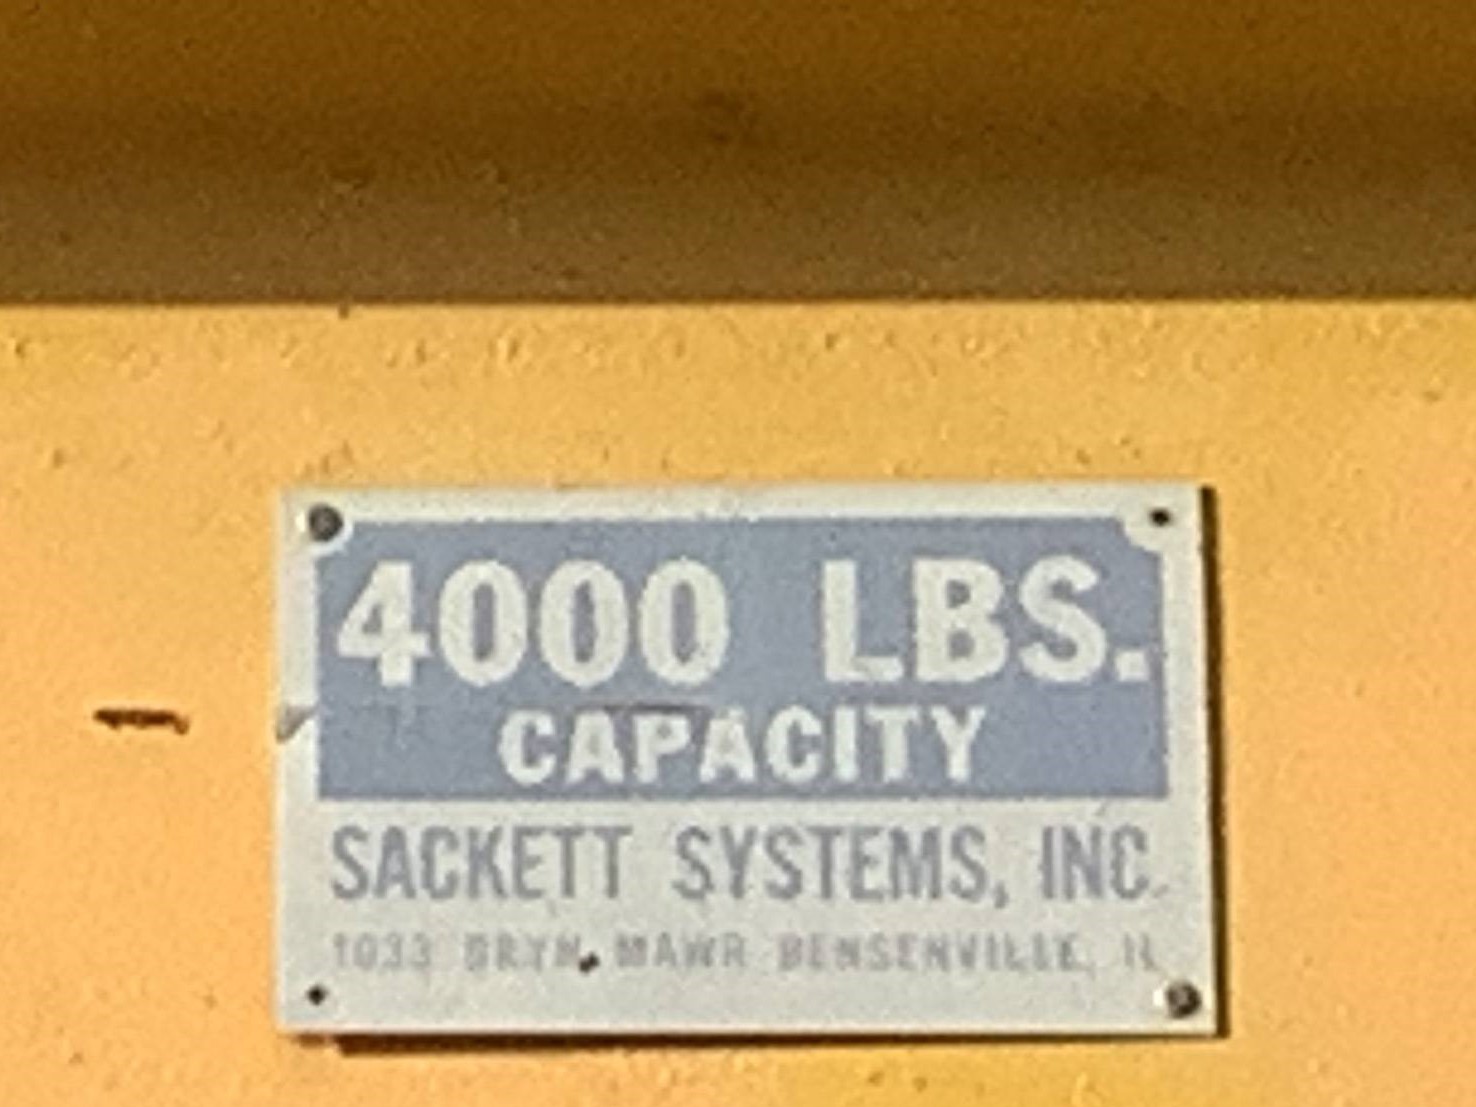 4000 LBS.
CAPACITY
SACKETT SYSTEMS, INC.
1033 BRYN MAWR BENSENVILLE, IL